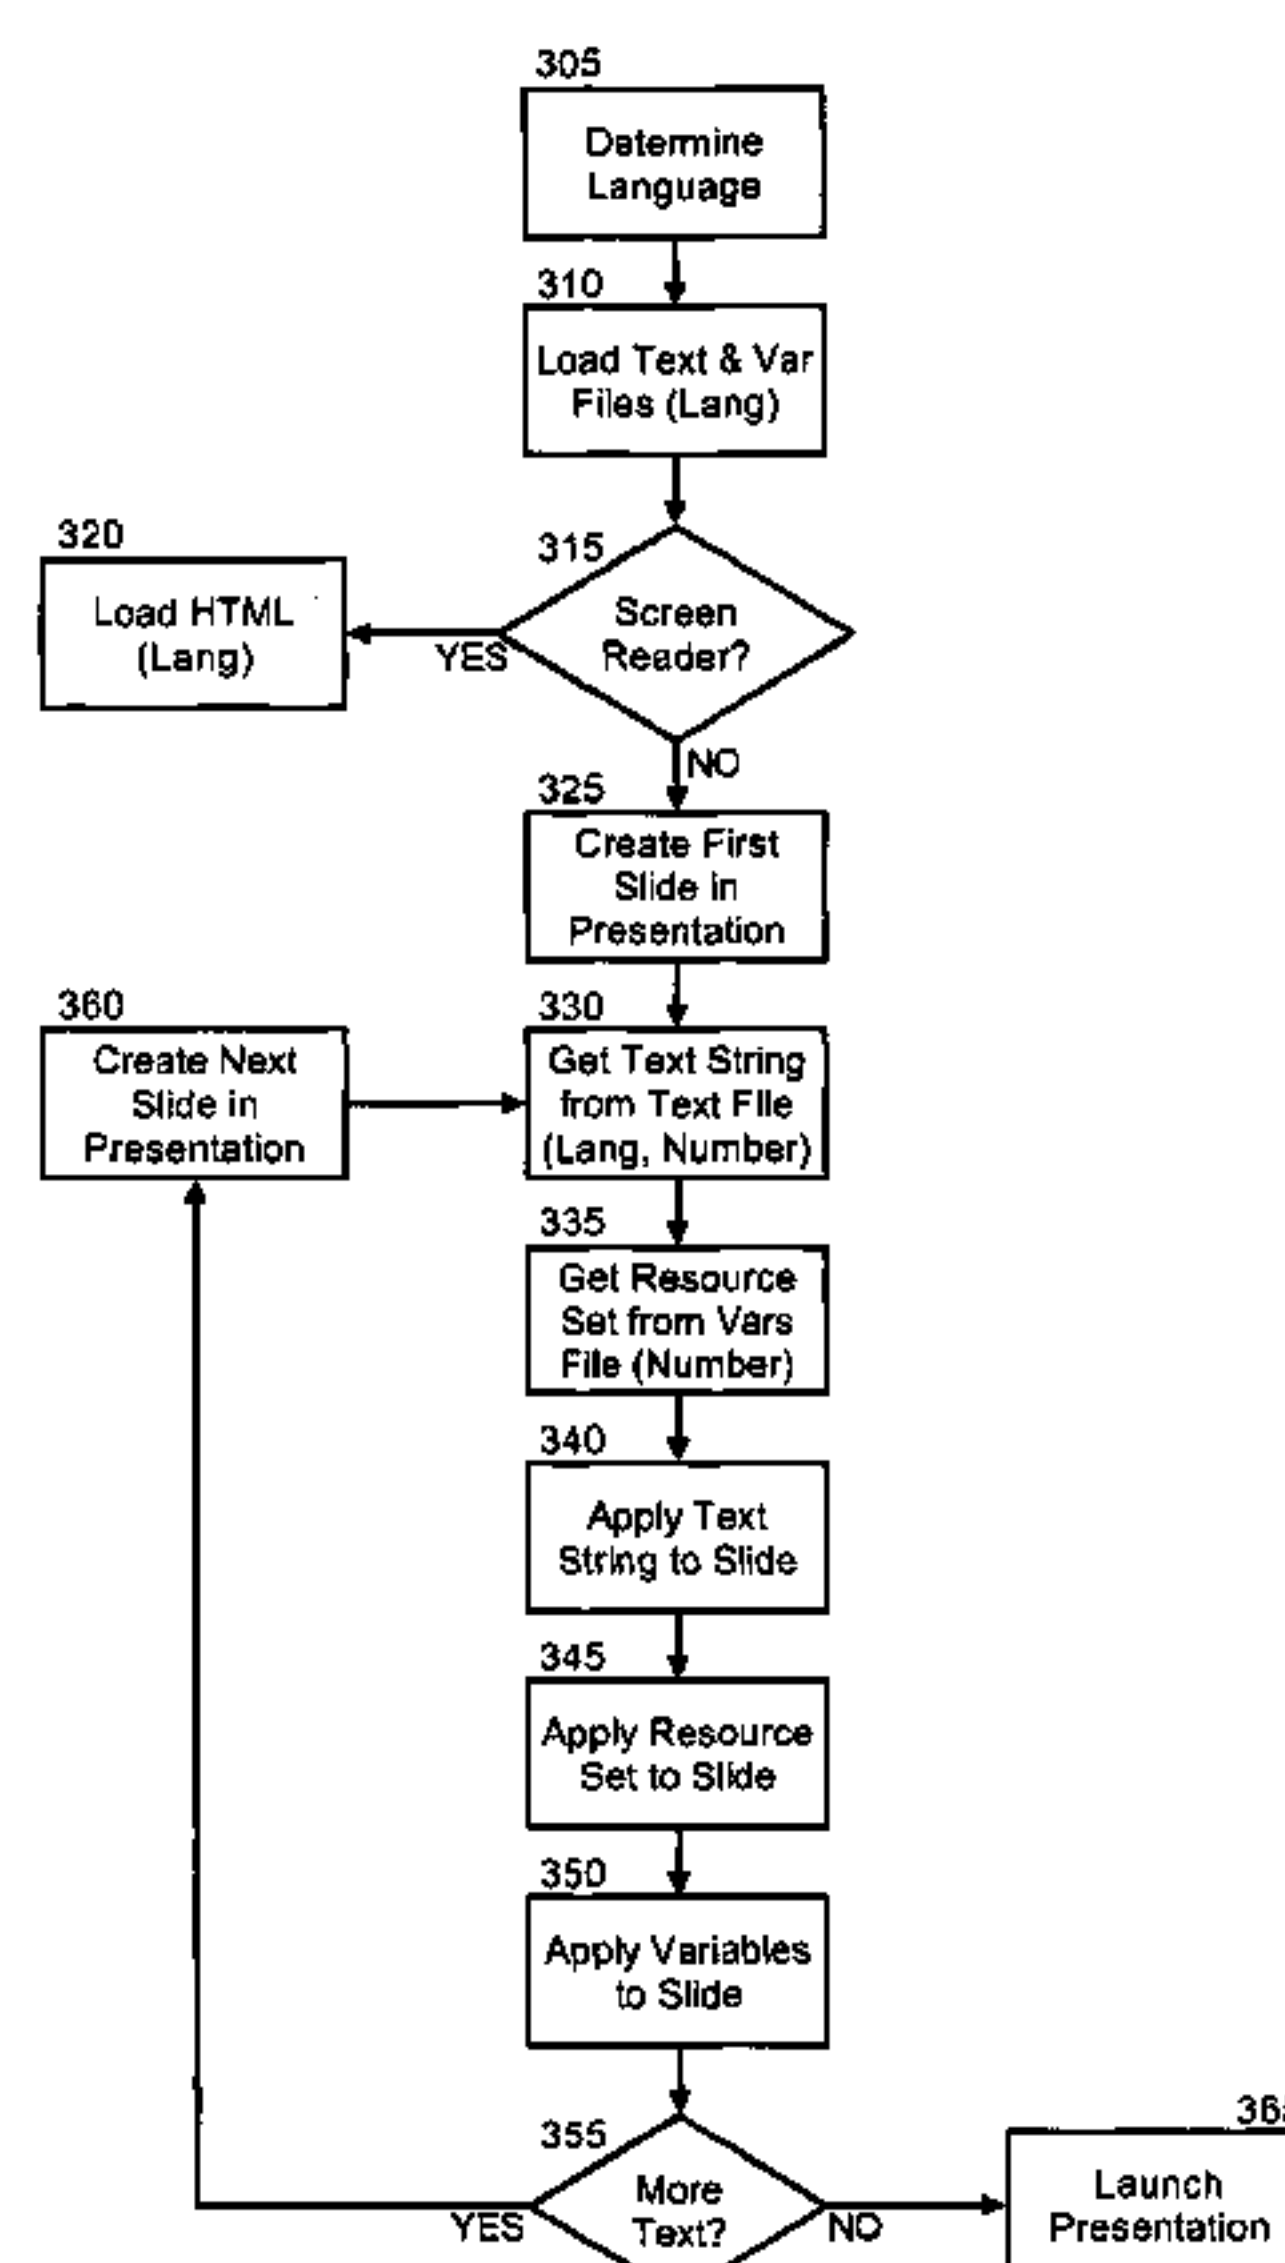 305
Determine
Language
310
Load Text & Var
Files (Lang)
320
Load HTML
(Lang)
315
Screen
Reader?
YES
NO
325
Create First
Slide in
Presentation
360
Create Next
Slide in
Presentation
330
Get Text String
from Text File
(Lang, Number)
335
Get Resource
Set from Vars
File (Number)
340
Apply Text
String to Slide
345
Apply Resource
Set to Slide
350
Apply Variables
to Slide
355
More
Text?
YES
NO
Launch
Presentation